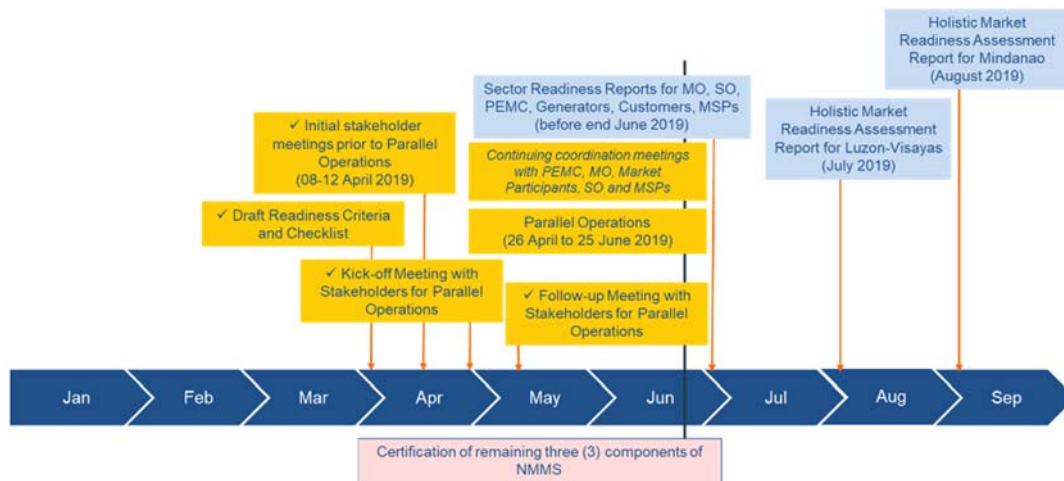 Holistic Market
Readiness Assessment
Report for Mindanao
(August 2019)
Sector Readiness Reports for MO, SO,
PEMC, Generators, Customers, MSPs
(before end June 2019)
Holistic Market
Readiness Assessment
Report for Luzon-Visayas
(July 2019)
✓ Initial stakeholder
meetings prior to Parallel
Operations
(08-12 April 2019)
Continuing coordination meetings
with PEMC, MO, Market
Participants, SO and MSPs
✓ Draft Readiness Criteria
and Checklist
Parallel Operations
(26 April to 25 June 2019)
✓ Kick-off Meeting with
Stakeholders for Parallel
Operations
✓ Follow-up Meeting with
Stakeholders for Parallel
Operations
Jan Feb Mar Apr May Jun Jul Aug Sep
Certification of remaining three (3) components of
NMMS